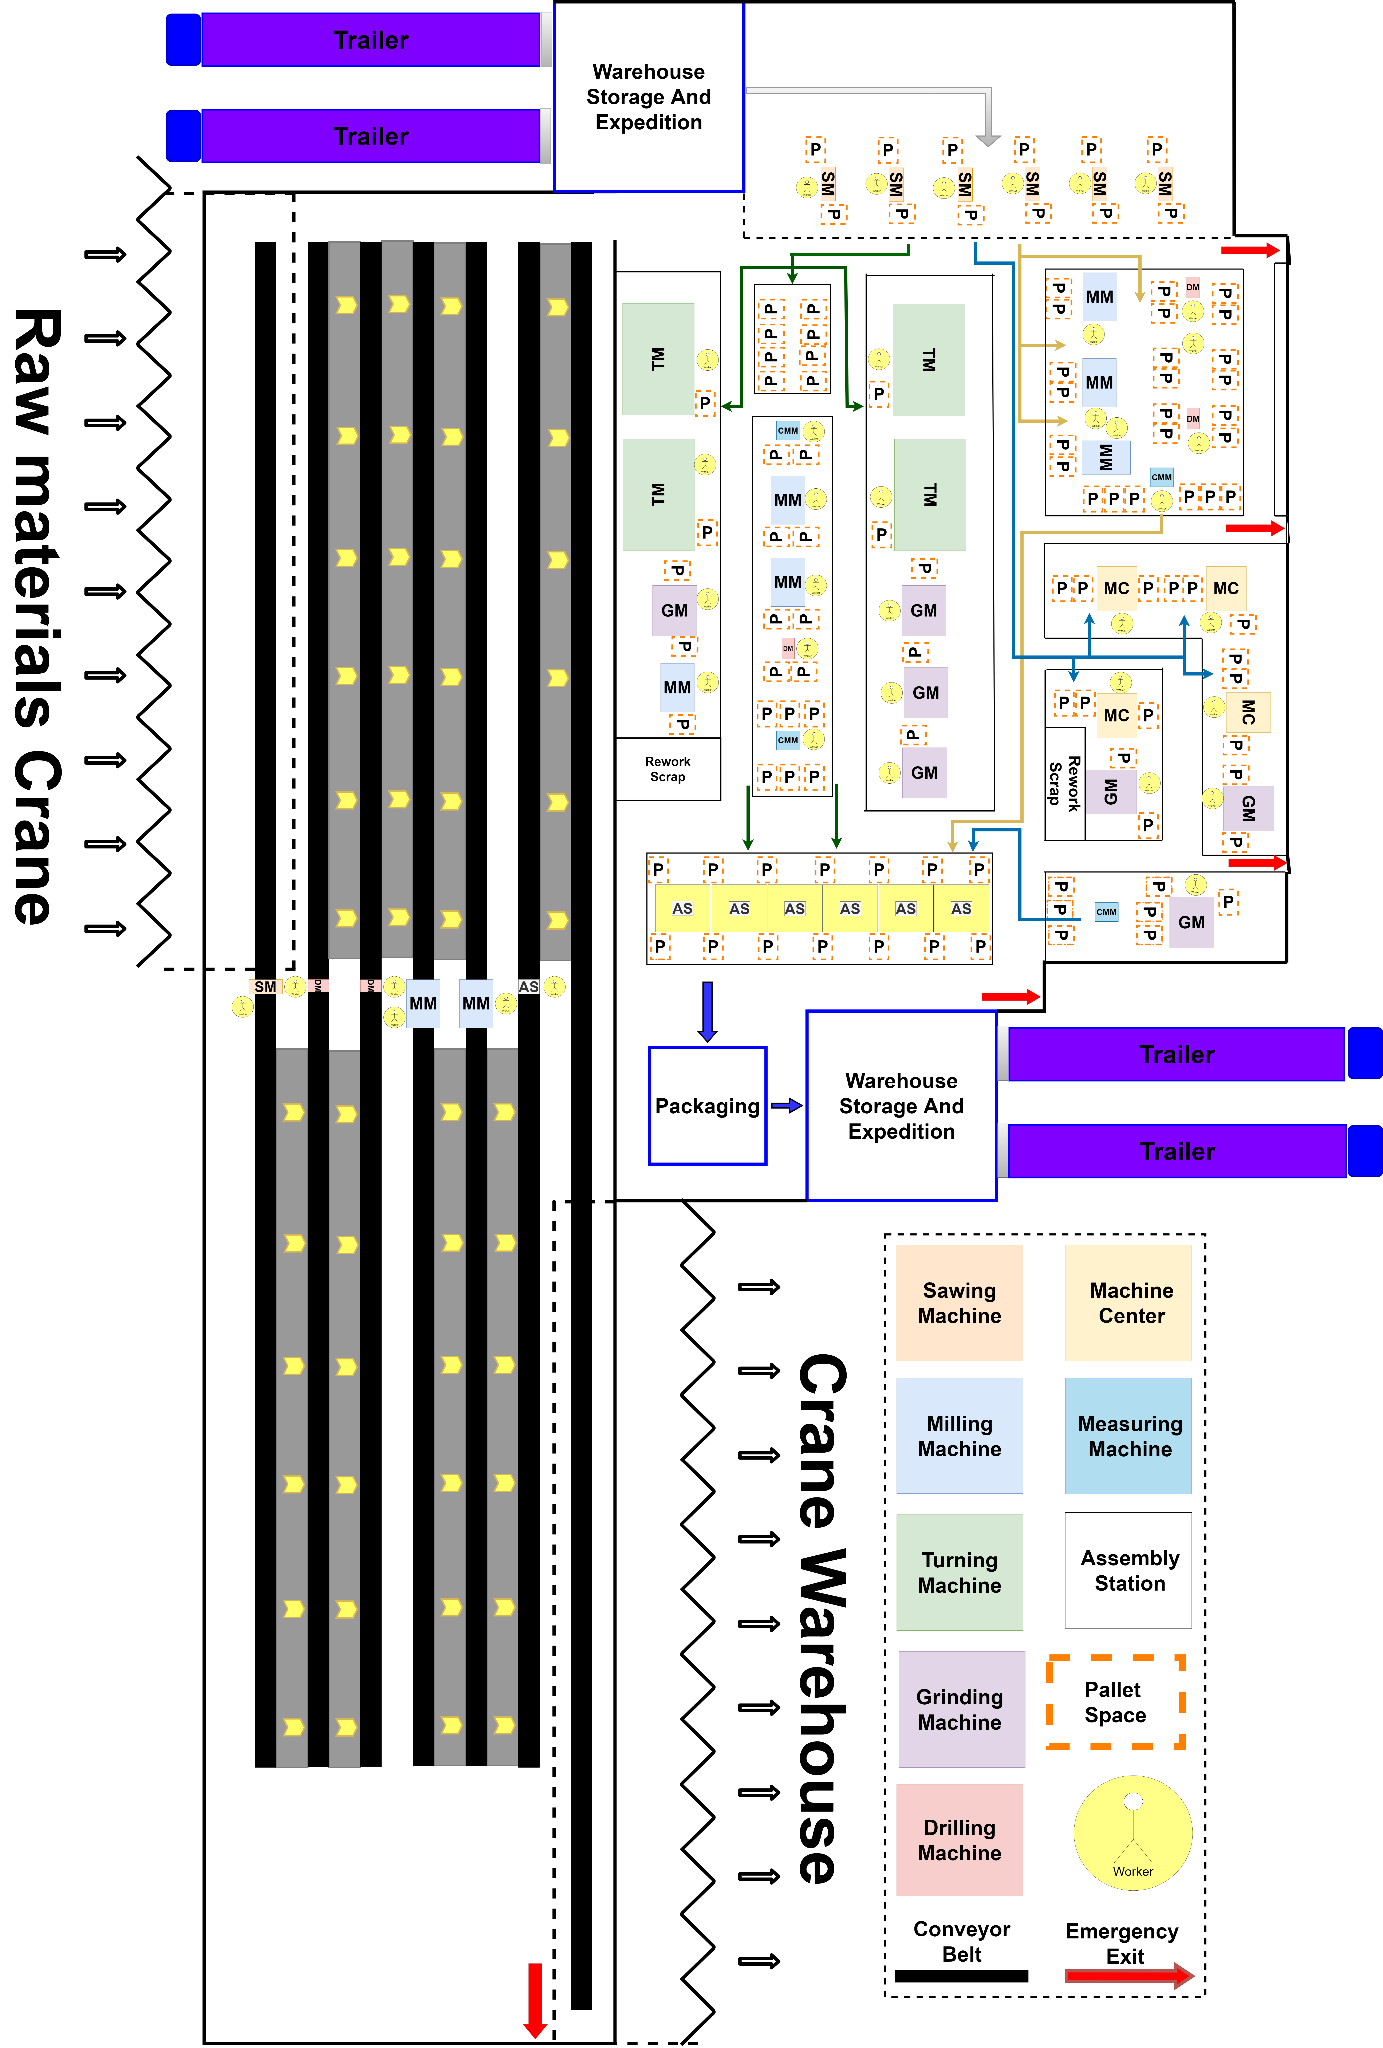 Trailer
Warehouse
Storage And
Expedition
Trailer
P P P P P P
SM SM SM SM SM SM
P P P P P P
Raw materials Crane
TM
P
TM
P
P
GM
P
MM
P
Rework
Scrap
P P
P P
P P
P P
CMM
P P
MM
P P
MM
P P
DM
P P
P P P
CMM
P P P
TM
P
TM
P
P
GM
P
GM
P
GM
P
P
MM
P
P
MM
P
P
MM
P
P
DM
P
P
P
P
P
P
P
P
DM
P
P
P
CMM
P P P
P P P
P P MC P P P MC
P
P
P
MC
P
P
GM
P
P P MC P
P
GM
P
Rework
Scrap
P P P P P P P
AS AS AS AS AS AS
P P P P P P P
P
P
P
CMM
P
P
P
GM
P
SM DM DM MM MM AS
Packaging
Warehouse
Storage And
Expedition
Trailer
Trailer
Crane Warehouse
Sawing
Machine
Machine
Center
Milling
Machine
Measuring
Machine
Turning
Machine
Assembly
Station
Grinding
Machine
Pallet
Space
Drilling
Machine
Worker
Conveyor
Belt
Emergency
Exit